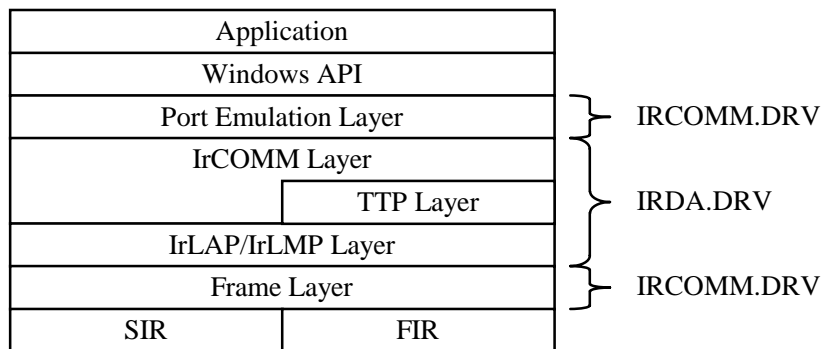 Application
Windows API
Port Emulation Layer
IRCOMM.DRV
IrCOMM Layer
TTP Layer
IRDA.DRV
IrLAP/IrLMP Layer
Frame Layer
IRCOMM.DRV
SIR
FIR